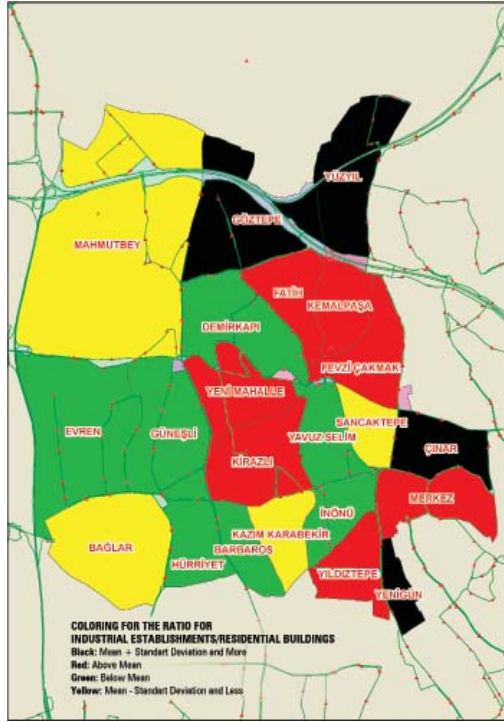 YÜZYIL
GÖZTEPE
MAHMUTBEY
FATİH
KEMALPAŞA
DEMİRKAPI
FEVZİ ÇAKMAK
YENİ MAHALLE
SANCAKTEPE
EVREN
GÜNEŞLİ
YAVUZ SELİM
ÇINAR
KİRAZLI
MERKEZ
İNÖNÜ
KAZIM KARABEKİR
BAĞLAR
BARBAROS
HÜRRİYET
YILDIZTEPE
YENİGÜN
COLORING FOR THE RATIO FOR
INDUSTRIAL ESTABLISHMENTS/RESIDENTIAL BUILDINGS
Black: Mean + Standart Deviation and More
Red: Above Mean
Green: Below Mean
Yellow: Mean - Standart Deviation and Less